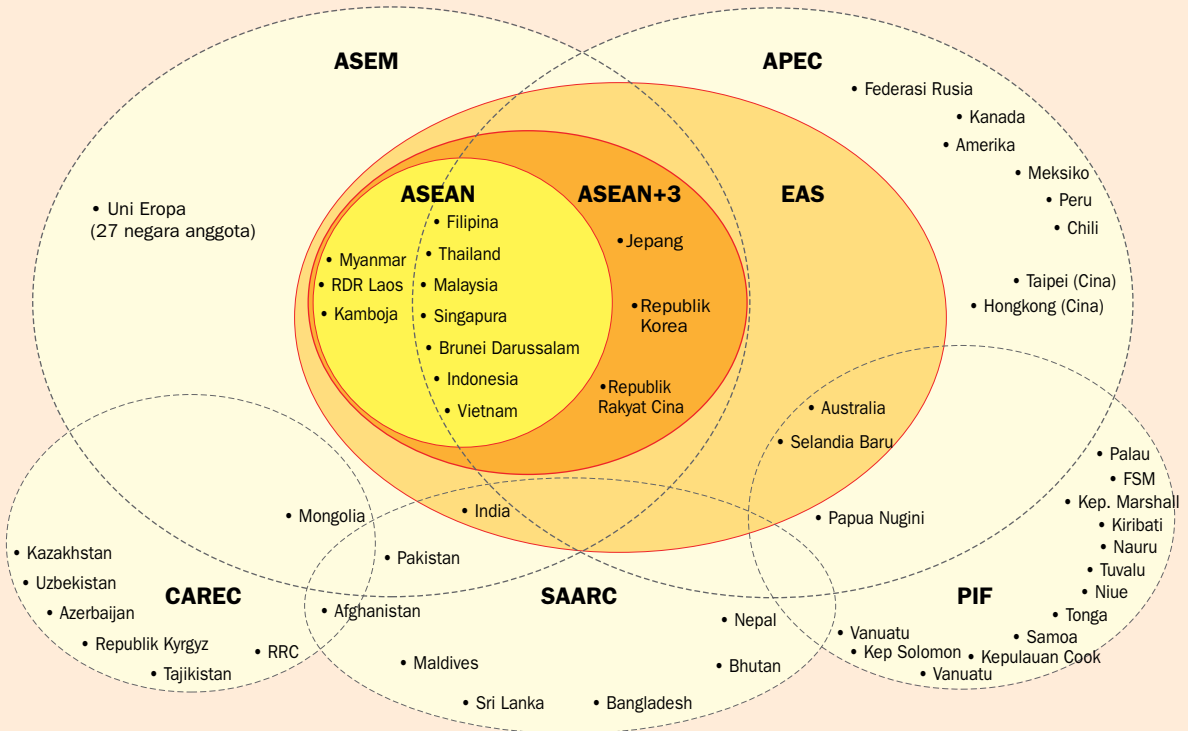 ASEM
APEC
• Federasi Rusia
• Kanada
• Amerika
• Meksiko
• Peru
• Chili
• Taipei (Cina)
• Hongkong (Cina)
• Uni Eropa
(27 negara anggota)
ASEAN
ASEAN+3
EAS
• Filipina
• Thailand
• Malaysia
• Singapura
• Brunei Darussalam
• Indonesia
• Vietnam
• Myanmar
• RDR Laos
• Kamboja
• Jepang
• Republik
Korea
• Republik
Rakyat Cina
• Australia
• Selandia Baru
• Papua Nugini
• India
• Mongolia
• Pakistan
• Afghanistan
• Kazakhstan
• Uzbekistan
• Azerbaijan
• Republik Kyrgyz
• Tajikistan
• RRC
CAREC
SAARC
• Maldives
• Sri Lanka
• Bangladesh
• Bhutan
• Nepal
PIF
• Palau
• FSM
• Kep. Marshall
• Kiribati
• Nauru
• Tuvalu
• Niue
• Tonga
• Samoa
• Kepulauan Cook
• Vanuatu
• Kep Solomon
• Vanuatu